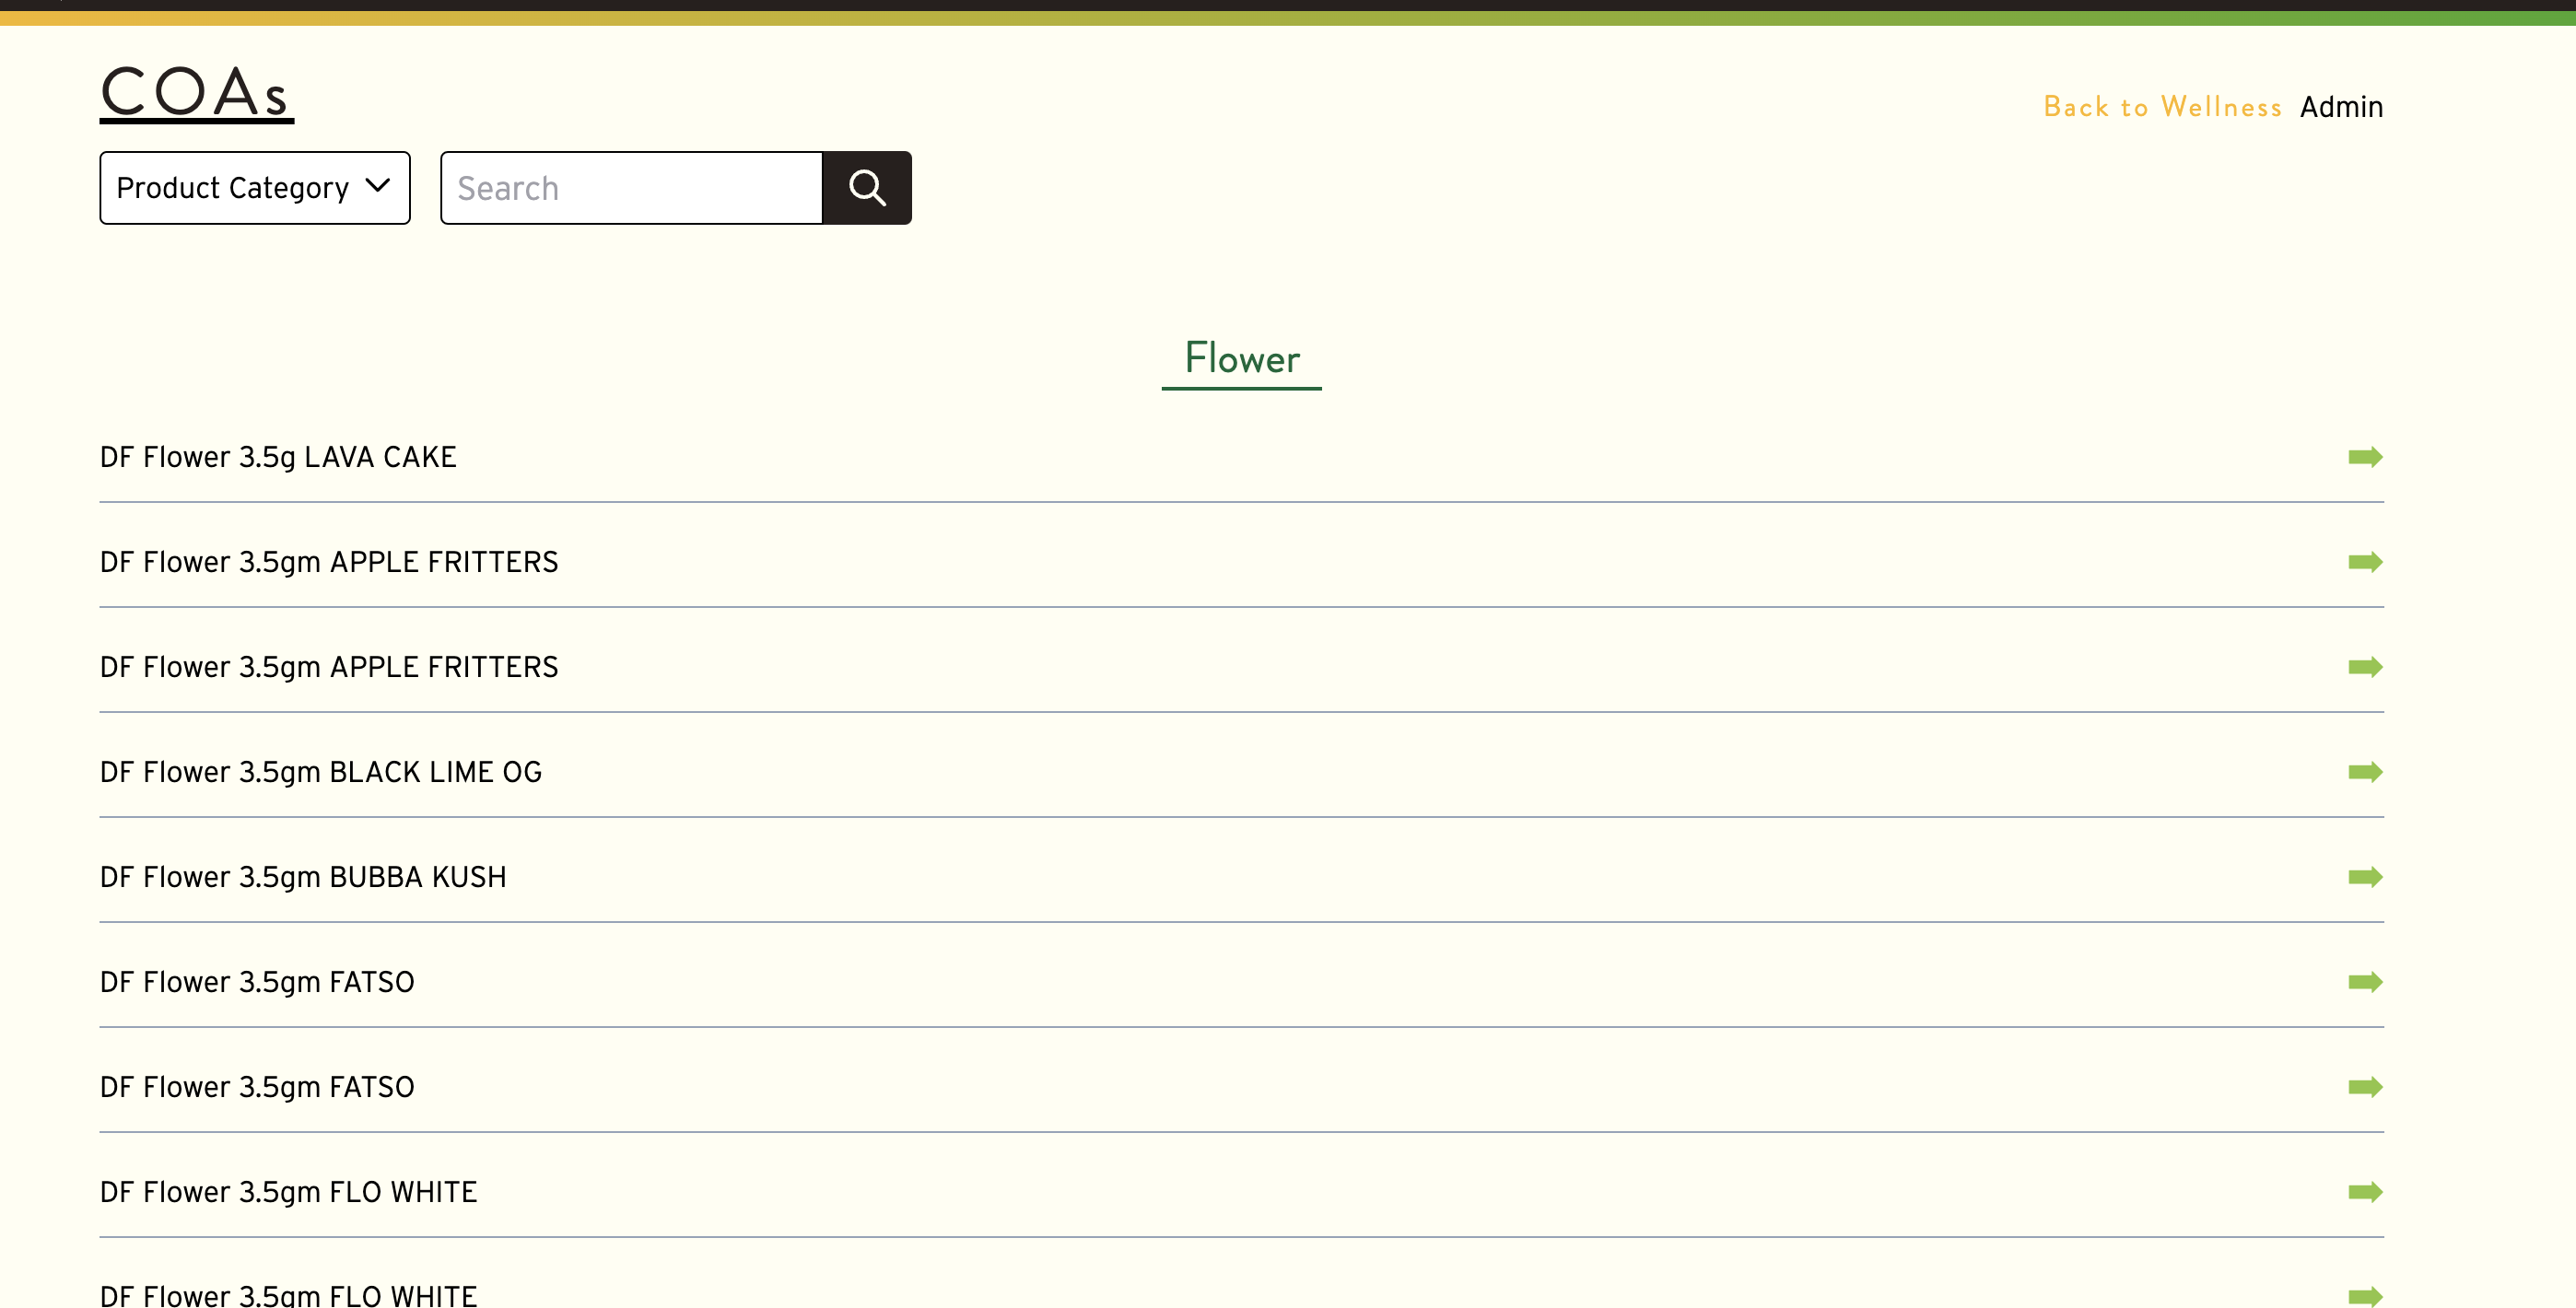 COAs
Back to Wellness Admin
Product Category
Search
Flower
DF Flower 3.5g LAVA CAKE
DF Flower 3.5gm APPLE FRITTERS
DF Flower 3.5gm APPLE FRITTERS
DF Flower 3.5gm BLACK LIME OG
DF Flower 3.5gm BUBBA KUSH
DF Flower 3.5gm FATSO
DF Flower 3.5gm FATSO
DF Flower 3.5gm FLO WHITE
DF Flower 3.5gm FLO WHITE